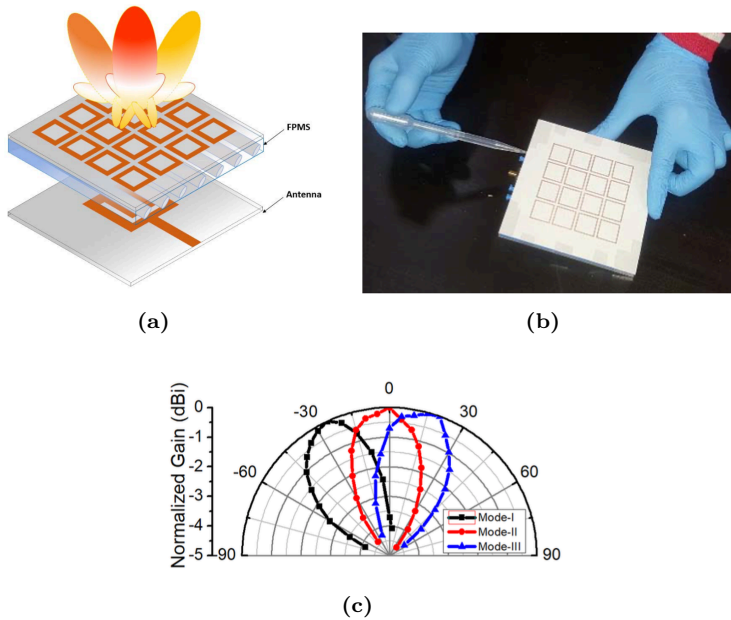 FPMS
Antenna
(a)
(b)
Normalized Gain (dBi)
0
-1
-2
-3
-4
-5
-90
-60
-30
0
30
60
90
Mode-I
Mode-II
Mode-III
(c)